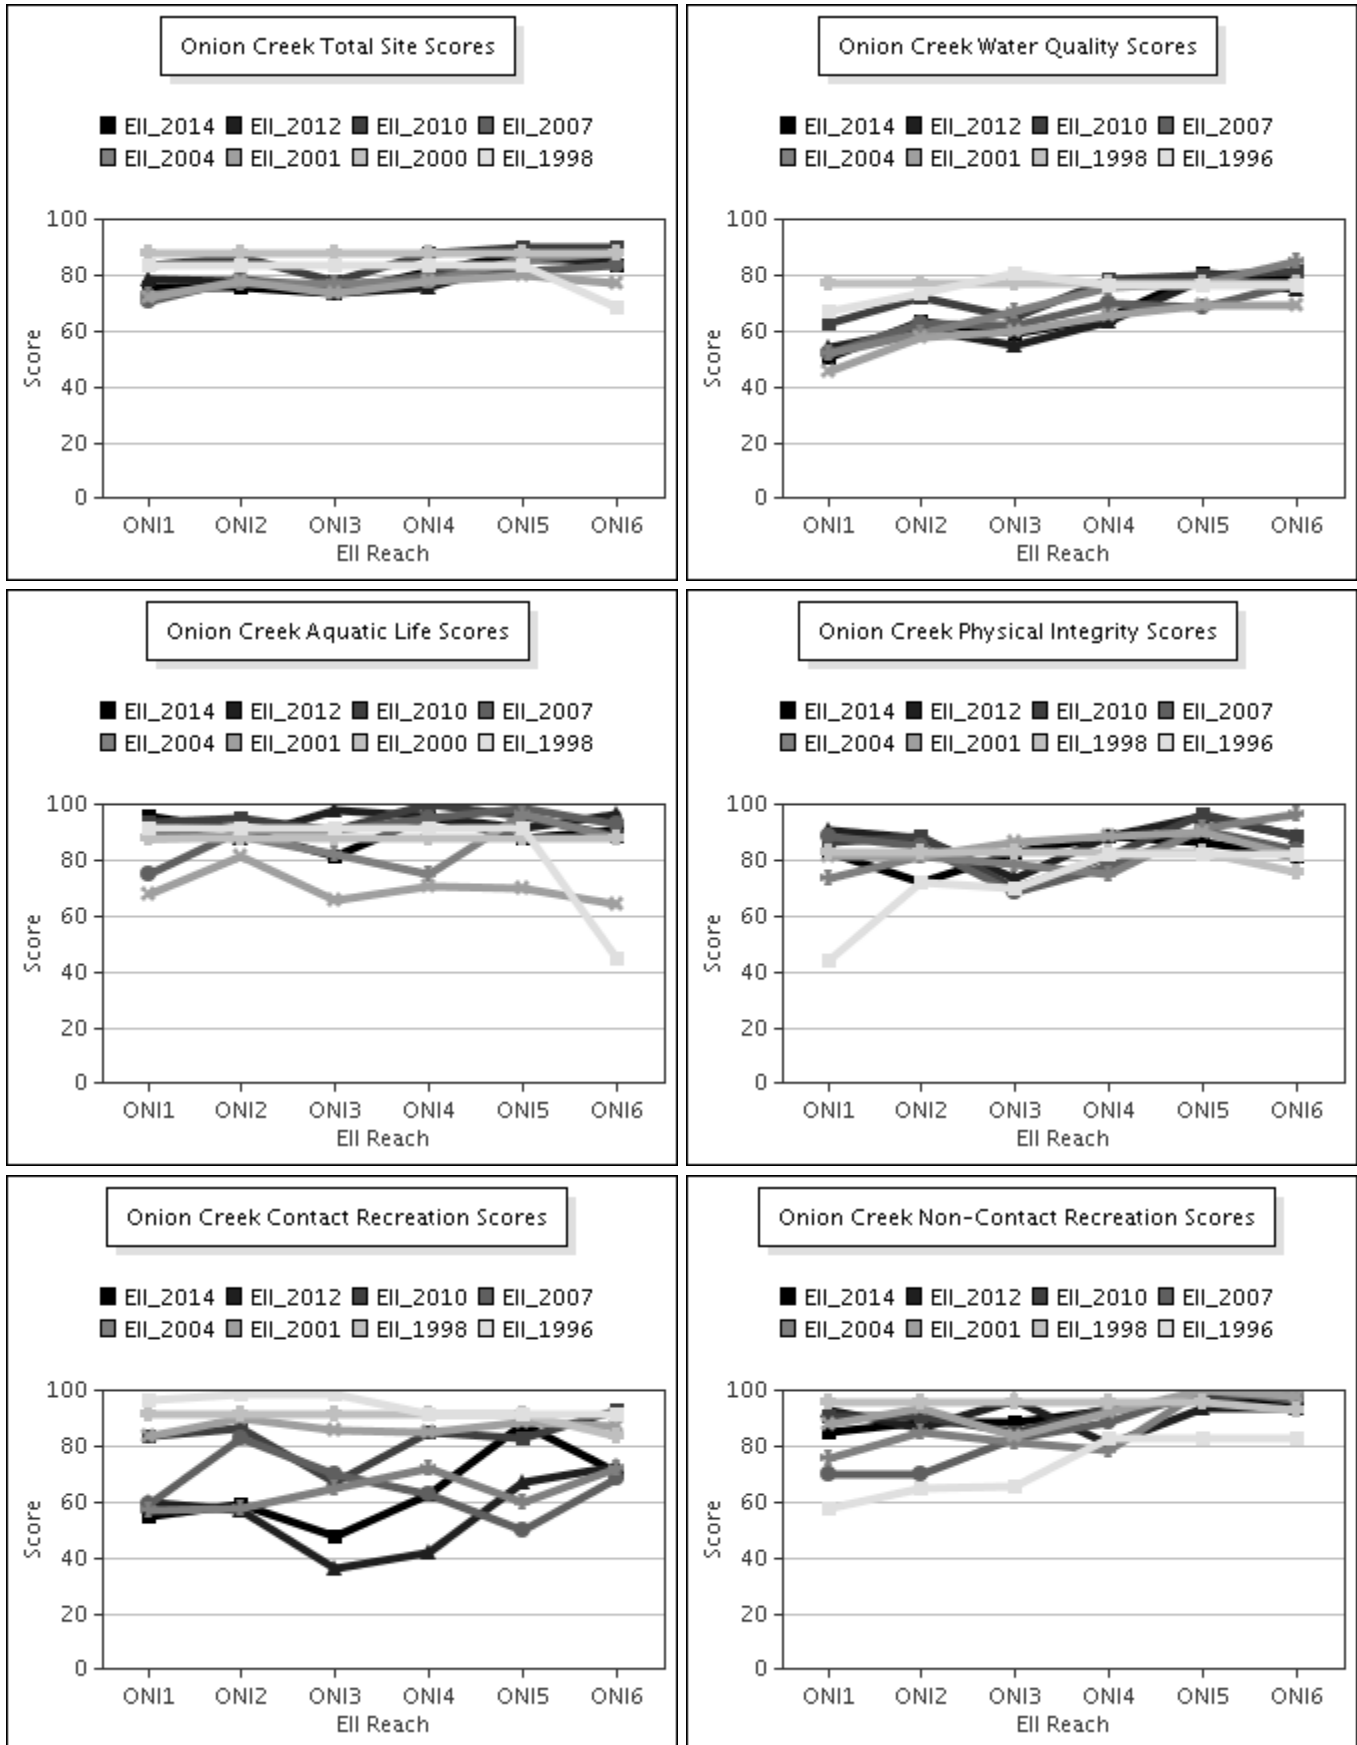 Onion Creek Total Site Scores
EII_2014 EII_2012 EII_2010 EII_2007
EII_2004 EII_2001 EII_2000 EII_1998
100
80
60
40
20
0
Score
ONI1 ONI2 ONI3 ONI4 ONI5 ONI6
EII Reach
Onion Creek Water Quality Scores
EII_2014 EII_2012 EII_2010 EII_2007
EII_2004 EII_2001 EII_1998 EII_1996
100
80
60
40
20
0
Score
ONI1 ONI2 ONI3 ONI4 ONI5 ONI6
EII Reach
Onion Creek Aquatic Life Scores
EII_2014 EII_2012 EII_2010 EII_2007
EII_2004 EII_2001 EII_2000 EII_1998
100
80
60
40
20
0
Score
ONI1 ONI2 ONI3 ONI4 ONI5 ONI6
EII Reach
Onion Creek Physical Integrity Scores
EII_2014 EII_2012 EII_2010 EII_2007
EII_2004 EII_2001 EII_1998 EII_1996
100
80
60
40
20
0
Score
ONI1 ONI2 ONI3 ONI4 ONI5 ONI6
EII Reach
Onion Creek Contact Recreation Scores
EII_2014 EII_2012 EII_2010 EII_2007
EII_2004 EII_2001 EII_1998 EII_1996
100
80
60
40
20
0
Score
ONI1 ONI2 ONI3 ONI4 ONI5 ONI6
EII Reach
Onion Creek Non-Contact Recreation Scores
EII_2014 EII_2012 EII_2010 EII_2007
EII_2004 EII_2001 EII_1998 EII_1996
100
80
60
40
20
0
Score
ONI1 ONI2 ONI3 ONI4 ONI5 ONI6
EII Reach